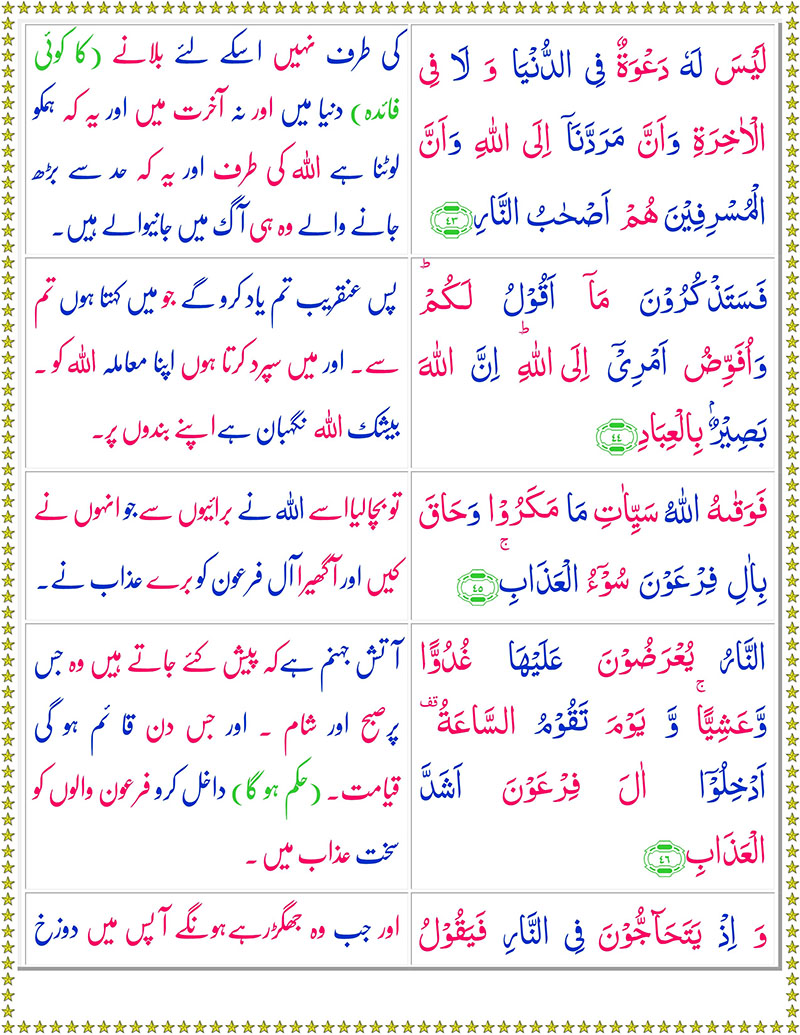 لَيۡسَ لَهٗ دَعۡوَةٌ فِى الدُّنۡيَا وَ لَا فِى
الۡاٰخِرَةِ وَاَنَّ مَرَدَّنَاۤ اِلَى اللّٰهِ وَاَنَّ
الۡمُسۡرِفِيۡنَ هُمۡ اَصۡحٰبُ النَّارِ ﴿۴۳﴾
کی طرف نہیں اسکے لئے بلانے (کا کوئی
فائدہ) دنیا میں اور نہ آخرت میں اور یہ کہ ہمکو
لوٹنا ہے اللہ کی طرف اور یہ کہ حد سے بڑھ
جانے والے وہ ہی آگ میں جانیوالے ہیں۔
فَسَتَذۡكُرُوۡنَ مَاۤ اَقُوۡلُ لَـكُمۡؕ
وَاُفَوِّضُ اَمۡرِىۡۤ اِلَى اللّٰهِؕ اِنَّ اللّٰهَ
بَصِيۡرٌۢ بِالۡعِبَادِ ﴿۴۴﴾
پس عنقریب تم یاد کرو گے جو میں کہتا ہوں تم
سے۔ اور میں سپرد کرتا ہوں اپنا معاملہ اللہ کو ۔
بیشک اللہ نگہبان ہے اپنے بندوں پر۔
فَوَقٰٮهُ اللّٰهُ سَيِّاٰتِ مَا مَكَرُوۡا وَحَاقَ
بِاٰلِ فِرۡعَوۡنَ سُوۡٓءُ الۡعَذَابِۚ ﴿۴۵﴾
تو بچالیا اسے اللہ نے برائیوں سے جو انہوں نے
کیں اور آگھیرا آل فرعون کو برے عذاب نے۔
النَّارُ يُعۡرَضُوۡنَ عَلَيۡهَا غُدُوًّا
وَّعَشِيًّاۚ وَّ يَوۡمَ تَقُوۡمُ السَّاعَةُ ࣞ
اَدۡخِلُوۡۤا اٰلَ فِرۡعَوۡنَ اَشَدَّ
الۡعَذَابِ ﴿۴۶﴾
آتش جہنم ہے کہ پیش کئے جاتے ہیں وہ جس
پر صبح اور شام ۔ اور جس دن قائم ہو گی
قیامت۔ (حکم ہو گا) داخل کرو فرعون والوں کو
سخت عذاب میں ۔
وَ اِذۡ يَتَحَآجُّوۡنَ فِى النَّارِ فَيَقُوۡلُ
اور جب وہ جھگڑ رہے ہونگے آپس میں دوزخ